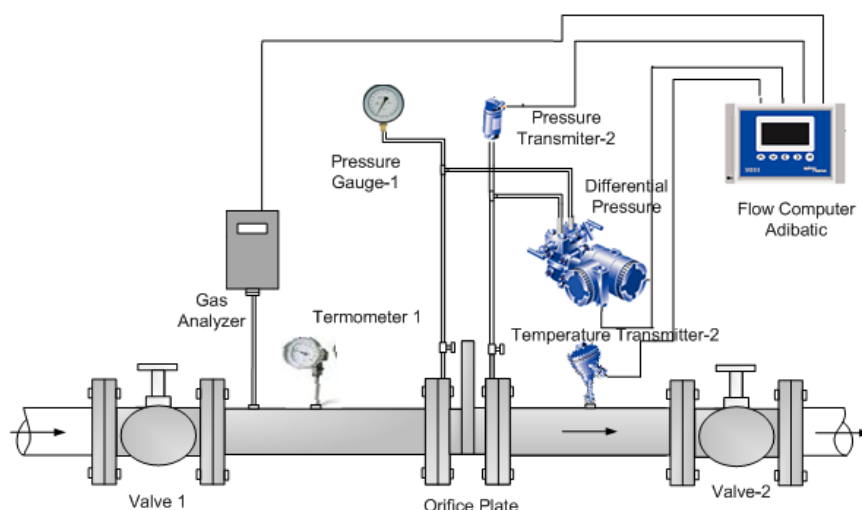 Pressure
Transmiter-2
Pressure
Gauge-1
Differential
Pressure
Flow Computer
Adibatic
Gas
Analyzer
Termometer 1
Temperature Transmitter-2
Valve 1
Orifice Plate
Valve-2